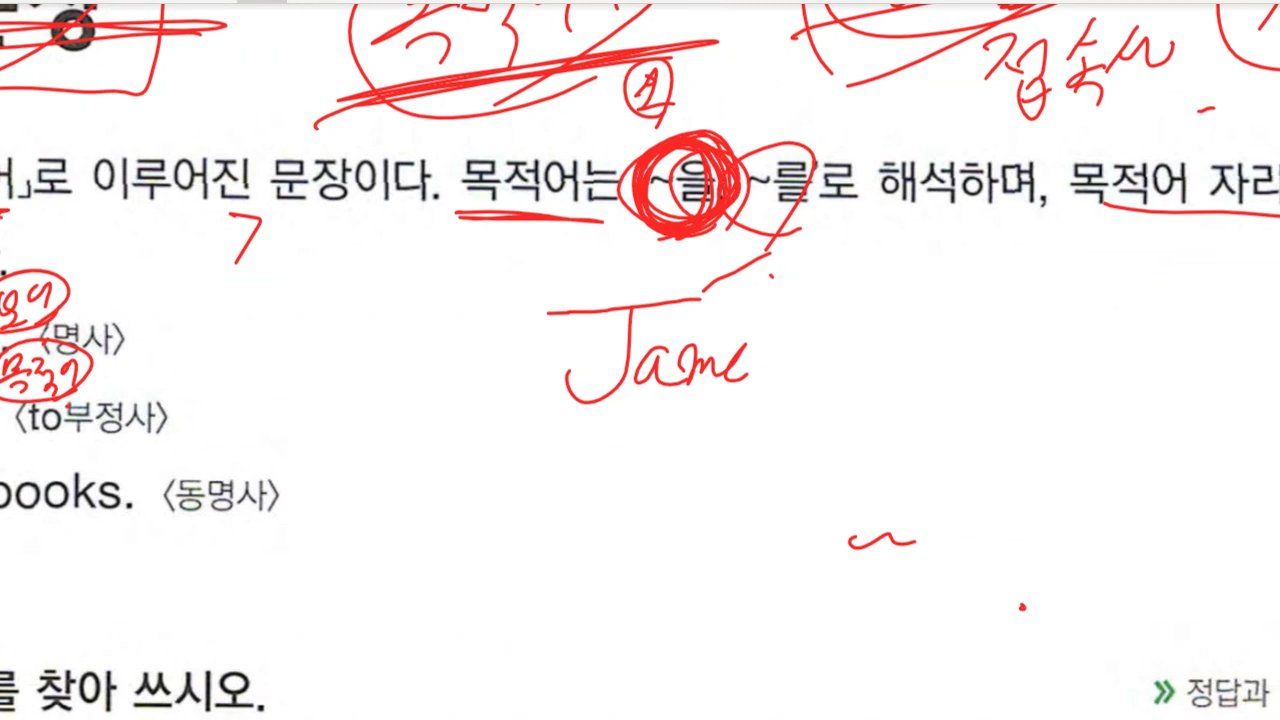 접속사
어」로 이루어진 문장이다. 목적어는 '~을, ~를'로 해석하며, 목적어 자리
〈명사〉
목적어
Jame
〈to부정사〉
books. 〈동명사〉
를 찾아 쓰시오.
» 정답과